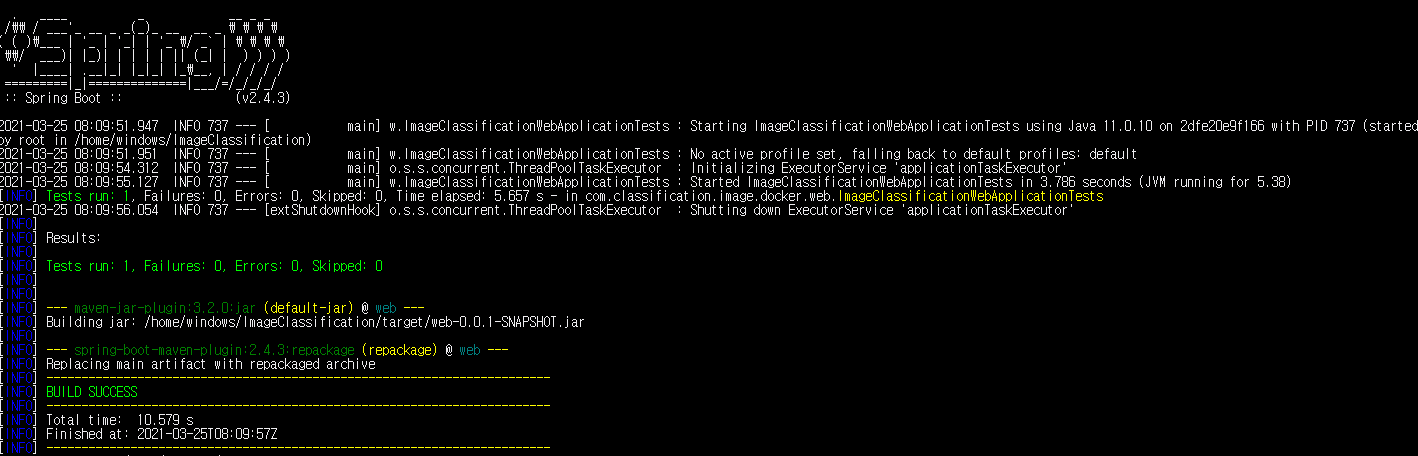 :: Spring Boot ::                (v2.4.3)
2021-03-25 08:09:51.947  INFO 737 --- [           main] w.ImageClassificationWebApplicationTests : Starting ImageClassificationWebApplicationTests using Java 11.0.10 on 2dfe20e9f166 with PID 737 (started
by root in /home/windows/ImageClassification)
2021-03-25 08:09:51.951  INFO 737 --- [           main] w.ImageClassificationWebApplicationTests : No active profile set, falling back to default profiles: default
2021-03-25 08:09:54.312  INFO 737 --- [           main] o.s.s.concurrent.ThreadPoolTaskExecutor  : Initializing ExecutorService 'applicationTaskExecutor'
2021-03-25 08:09:55.127  INFO 737 --- [           main] w.ImageClassificationWebApplicationTests : Started ImageClassificationWebApplicationTests in 3.786 seconds (JVM running for 5.38)
[INFO] Tests run: 1, Failures: 0, Errors: 0, Skipped: 0, Time elapsed: 5.657 s - in com.classification.image.docker.web.ImageClassificationWebApplicationTests
2021-03-25 08:09:56.054  INFO 737 --- [extShutdownHook] o.s.s.concurrent.ThreadPoolTaskExecutor  : Shutting down ExecutorService 'applicationTaskExecutor'
[INFO]
[INFO] Results:
[INFO]
[INFO] Tests run: 1, Failures: 0, Errors: 0, Skipped: 0
[INFO]
[INFO]
[INFO] --- maven-jar-plugin:3.2.0:jar (default-jar) @ web ---
[INFO] Building jar: /home/windows/ImageClassification/target/web-0.0.1-SNAPSHOT.jar
[INFO]
[INFO] --- spring-boot-maven-plugin:2.4.3:repackage (repackage) @ web ---
[INFO] Replacing main artifact with repackaged archive
[INFO] ------------------------------------------------------------------------
[INFO] BUILD SUCCESS
[INFO] ------------------------------------------------------------------------
[INFO] Total time:  10.579 s
[INFO] Finished at: 2021-03-25T08:09:57Z
[INFO] ------------------------------------------------------------------------